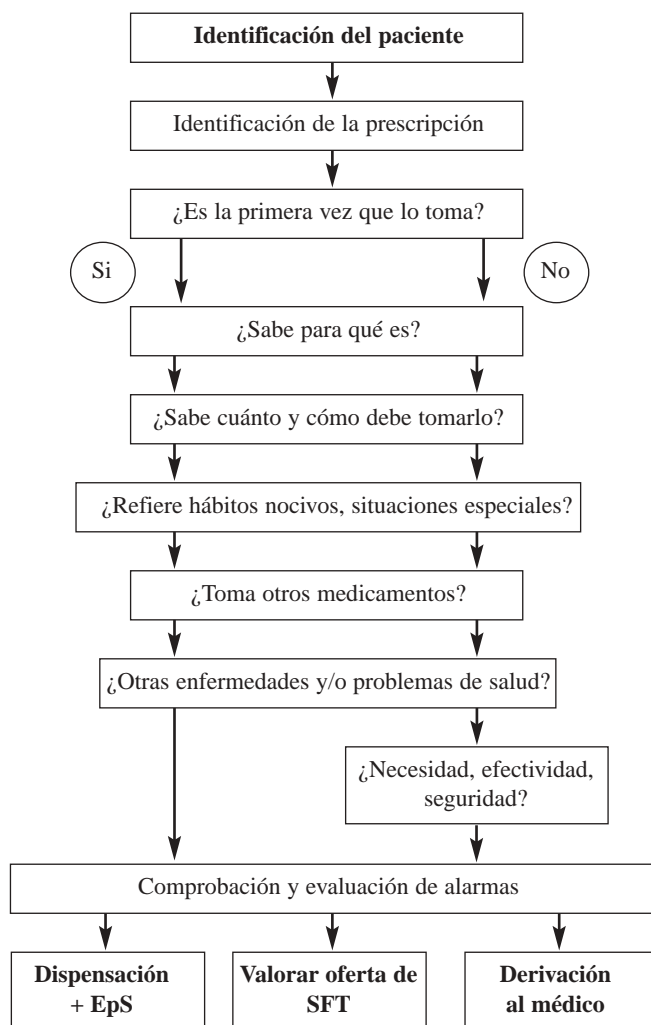 Identificación del paciente
Identificación de la prescripción
¿Es la primera vez que lo toma?
Si
No
¿Sabe para qué es?
¿Sabe cuánto y cómo debe tomarlo?
¿Refiere hábitos nocivos, situaciones especiales?
¿Toma otros medicamentos?
¿Otras enfermedades y/o problemas de salud?
¿Necesidad, efectividad,
seguridad?
Comprobación y evaluación de alarmas
Dispensación
+ EpS
Valorar oferta de
SFT
Derivación
al médico